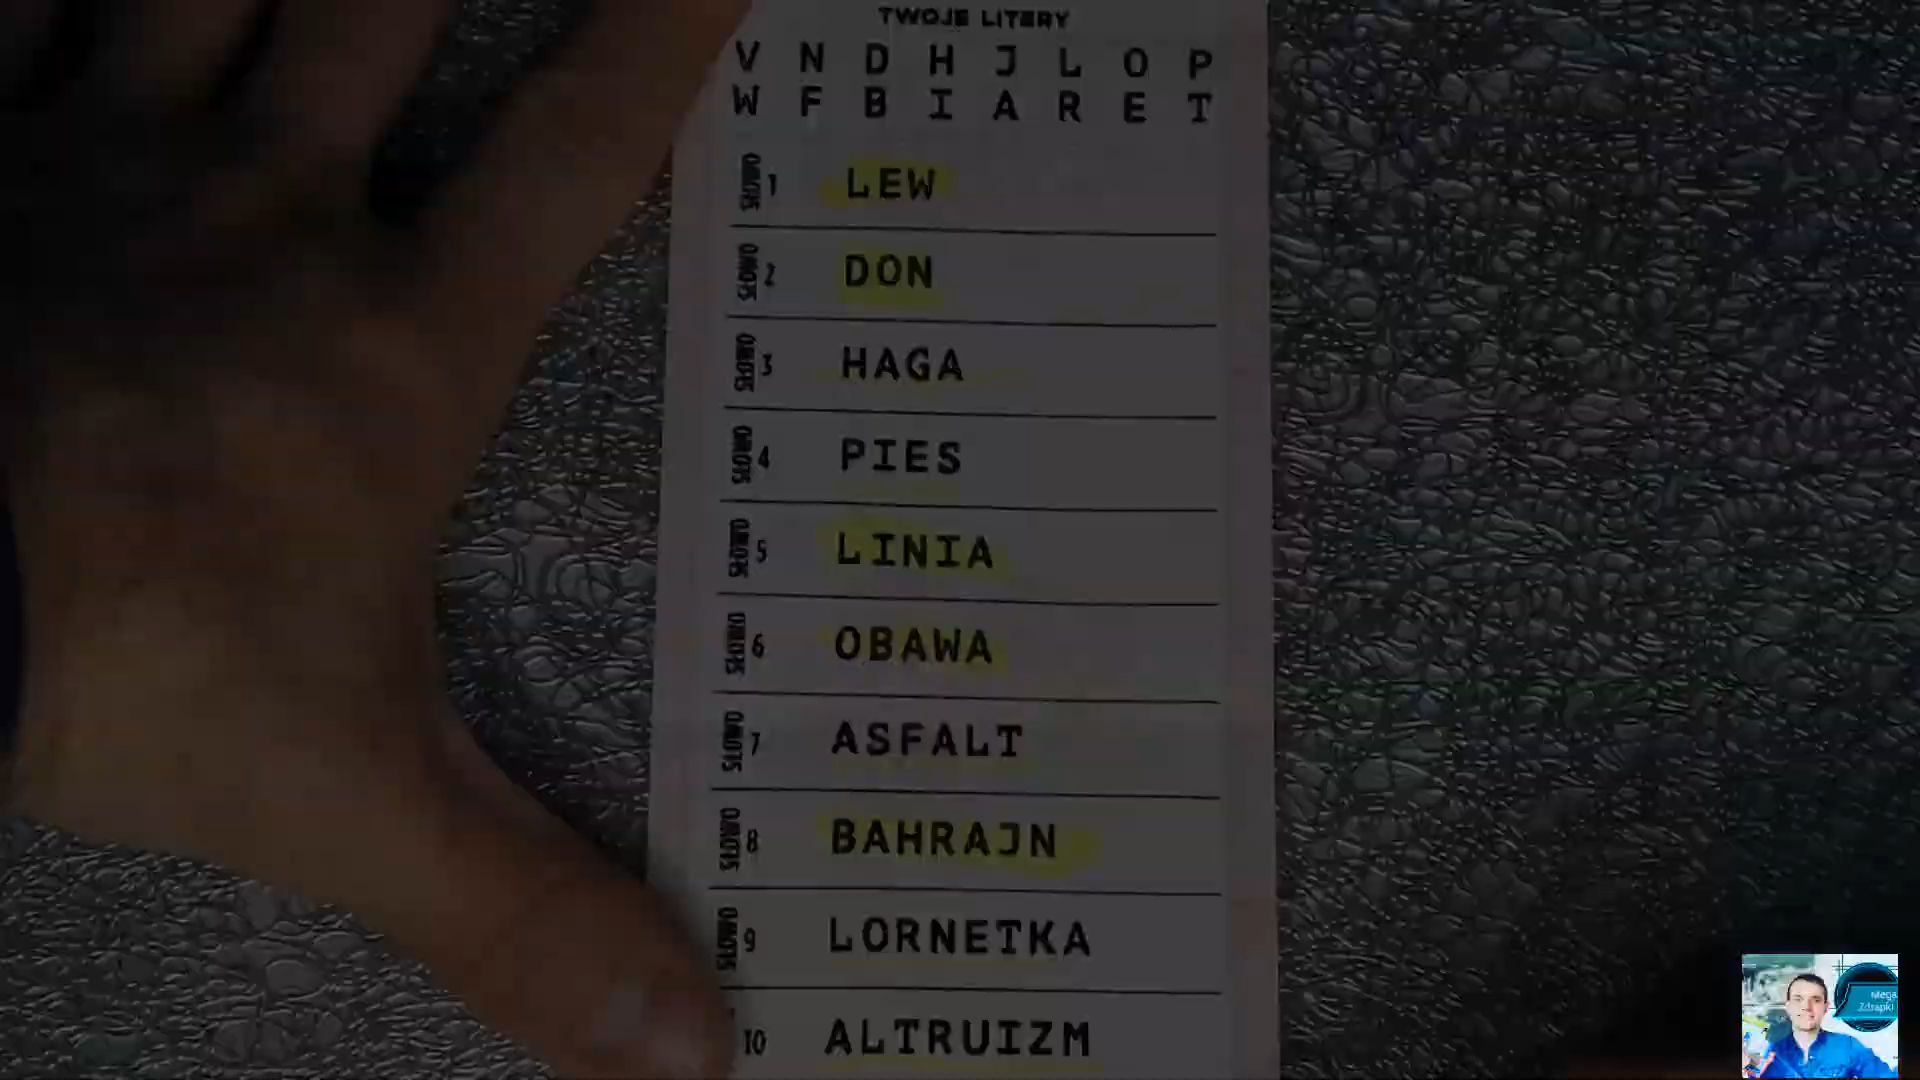 TWOJE LITERY
V N D H J L O P
W F B I A R E T
SŁOWO 1 LEW
SŁOWO 2 DON
SŁOWO 3 HAGA
SŁOWO 4 PIES
SŁOWO 5 LINIA
SŁOWO 6 OBAWA
SŁOWO 7 ASFALT
SŁOWO 8 BAHRAJN
SŁOWO 9 LORNETKA
10 ALTRUIZM
Mega
Zdrapki